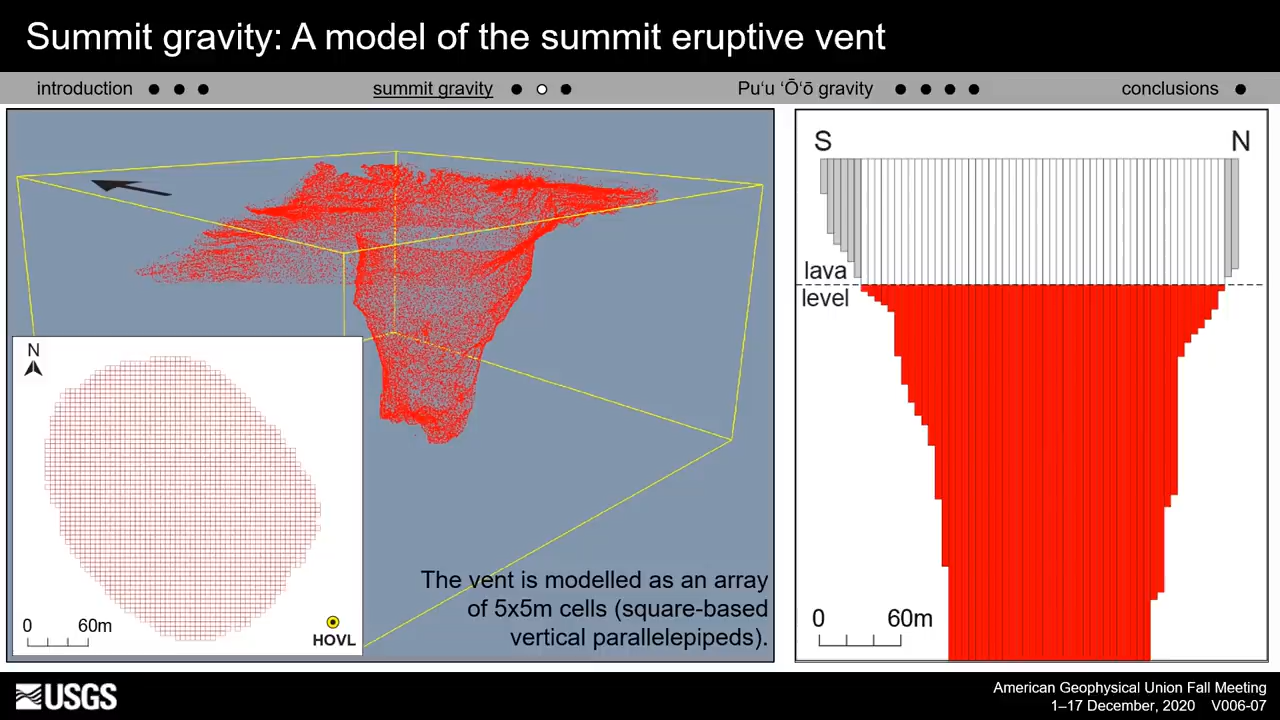 Summit gravity: A model of the summit eruptive vent
introduction
summit gravity
Puʻu ʻŌʻō gravity
conclusions
N
0 60m
HOVL
The vent is modelled as an array
of 5x5m cells (square-based
vertical parallelepipeds).
S N
lava
level
0 60m
USGS
American Geophysical Union Fall Meeting
1–17 December, 2020 V006-07